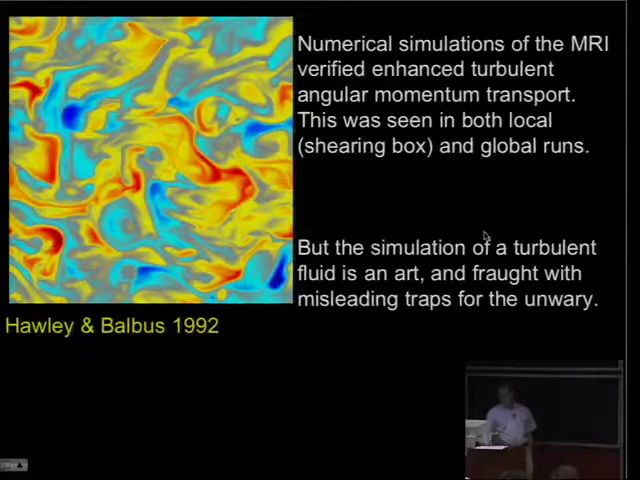 Numerical simulations of the MRI
verified enhanced turbulent
angular momentum transport.
This was seen in both local
(shearing box) and global runs.
But the simulation of a turbulent
fluid is an art, and fraught with
misleading traps for the unwary.
Hawley & Balbus 1992